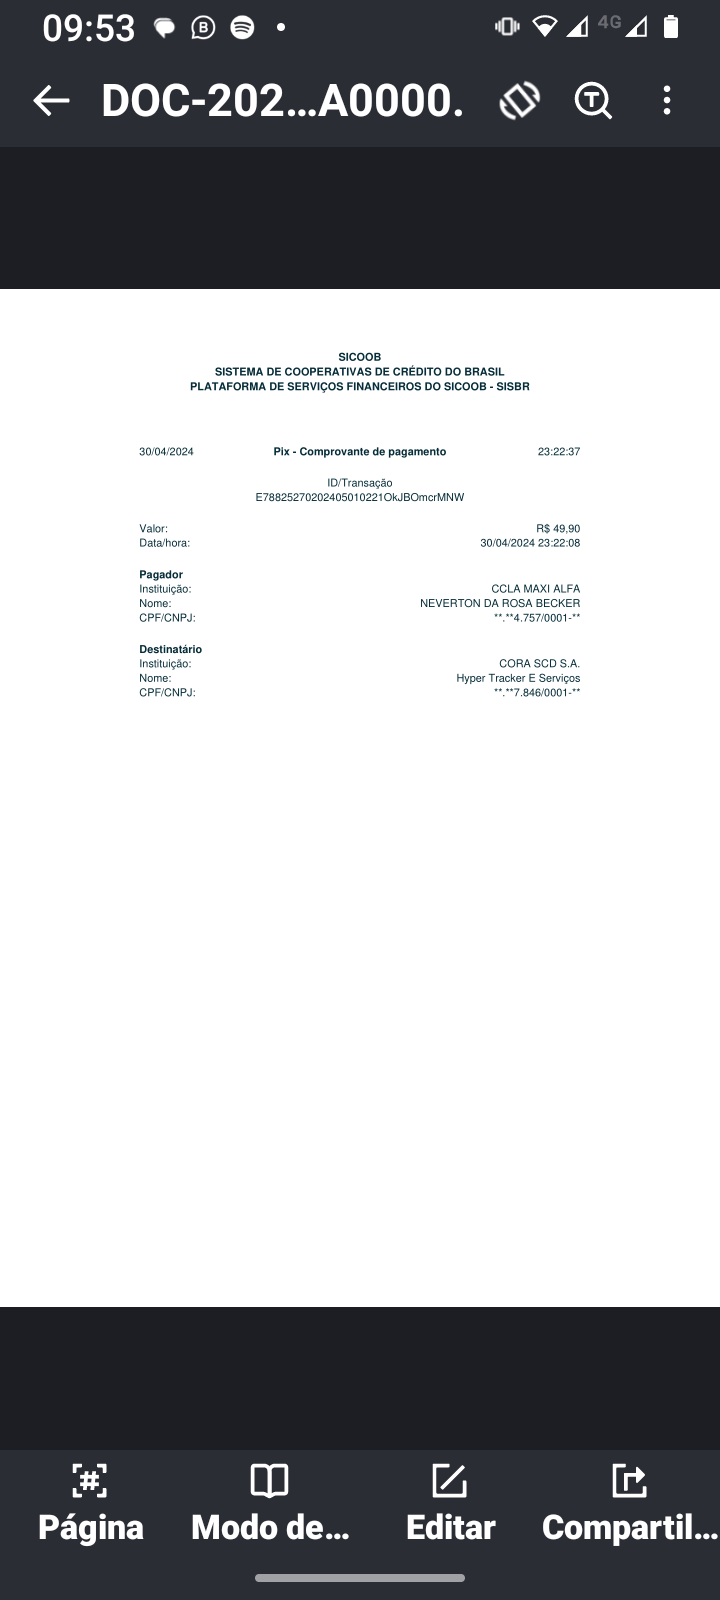 09:53
4G
DOC-202...A0000.
SICOOB
SISTEMA DE COOPERATIVAS DE CRÉDITO DO BRASIL
PLATAFORMA DE SERVIÇOS FINANCEIROS DO SICOOB - SISBR
30/04/2024 Pix - Comprovante de pagamento 23:22:37
ID/Transação
E78825270202405010221OkJBOmcrMNW
Valor: R$ 49,90
Data/hora: 30/04/2024 23:22:08
Pagador
Instituição: CCLA MAXI ALFA
Nome: NEVERTON DA ROSA BECKER
CPF/CNPJ: **.**4.757/0001-**
Destinatário
Instituição: CORA SCD S.A.
Nome: Hyper Tracker E Serviços
CPF/CNPJ: **.**7.846/0001-**
Página Modo de... Editar Compartil...